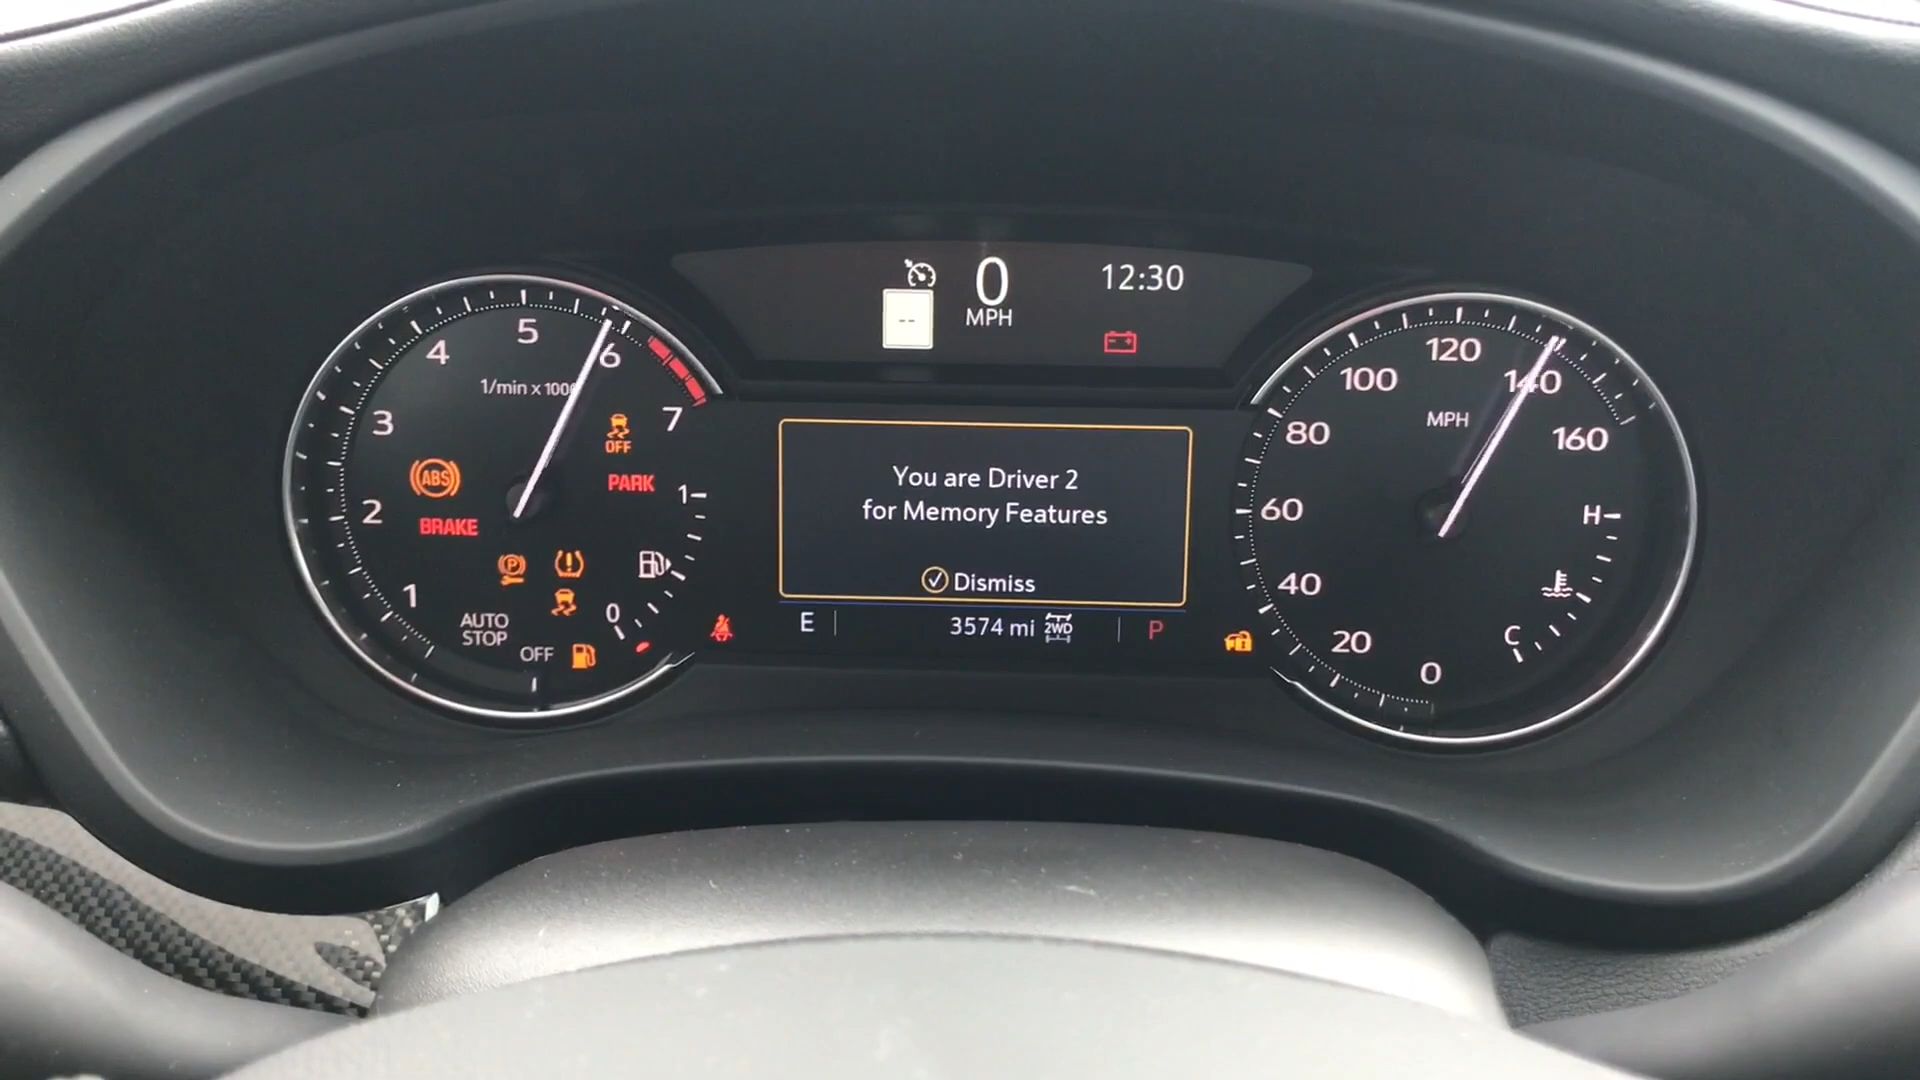 0
MPH
12:30
--
1
2
3
4
5
6
7
1/min x 1000
OFF
ABS
BRAKE
PARK
P
AUTO
STOP
OFF
1
0
You are Driver 2
for Memory Features
Dismiss
E
3574 mi
2WD
P
0
20
40
60
80
100
120
140
160
MPH
H
C